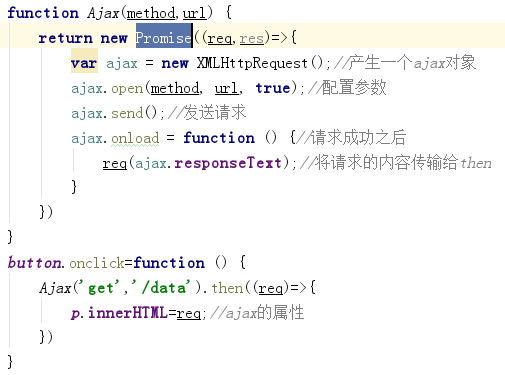 function Ajax(method,url) {
    return new Promise((req,res)=>{
        var ajax = new XMLHttpRequest();//产生一个ajax对象
        ajax.open(method, url, true);//配置参数
        ajax.send();//发送请求
        ajax.onload = function () {//请求成功之后
            req(ajax.responseText);//将请求的内容传输给then
        }
    })
}
button.onclick=function () {
    Ajax('get','/data').then((req)=>{
        p.innerHTML=req;//ajax的属性
    })
}